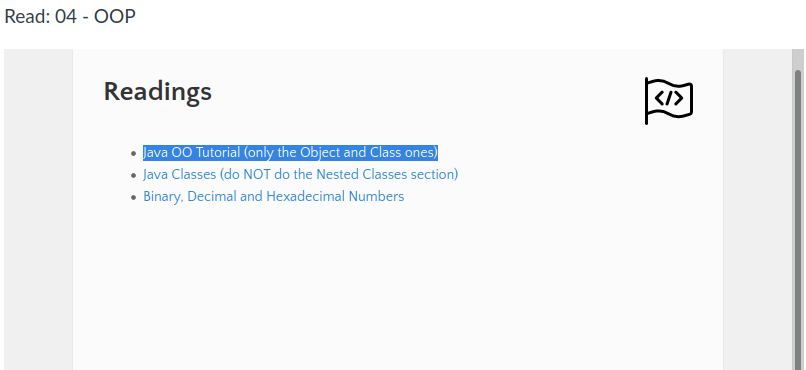 Read: 04 - OOP
Readings
</>
Java OO Tutorial (only the Object and Class ones)
Java Classes (do NOT do the Nested Classes section)
Binary, Decimal and Hexadecimal Numbers